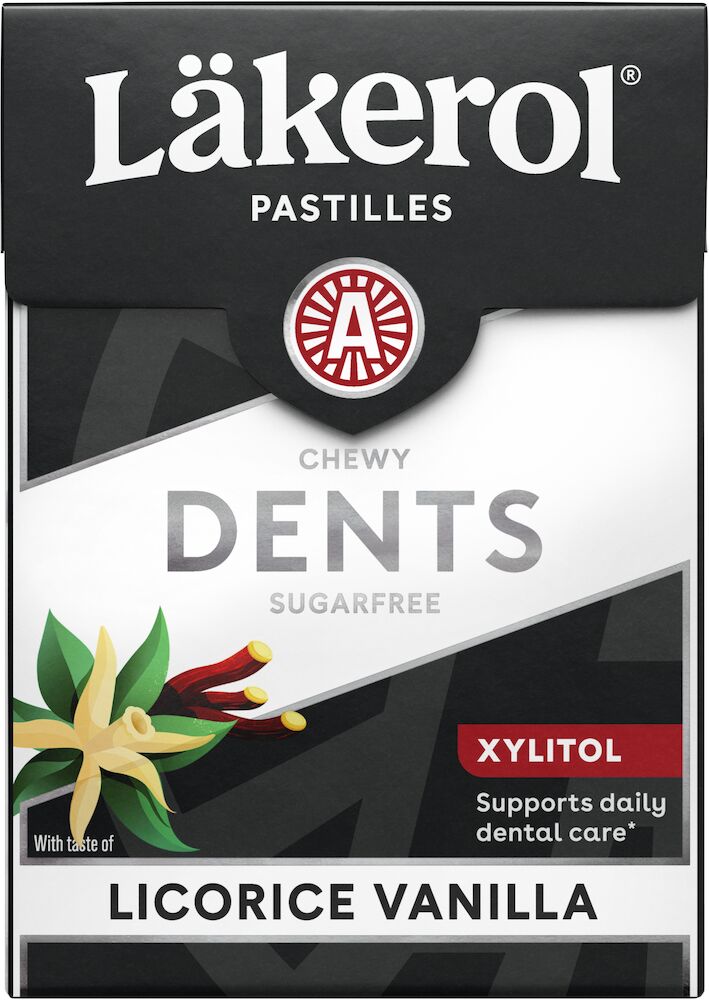 Läkerol®
PASTILLES
A
CHEWY
DENTS
SUGARFREE
XYLITOL
Supports daily
dental care*
With taste of
LICORICE VANILLA